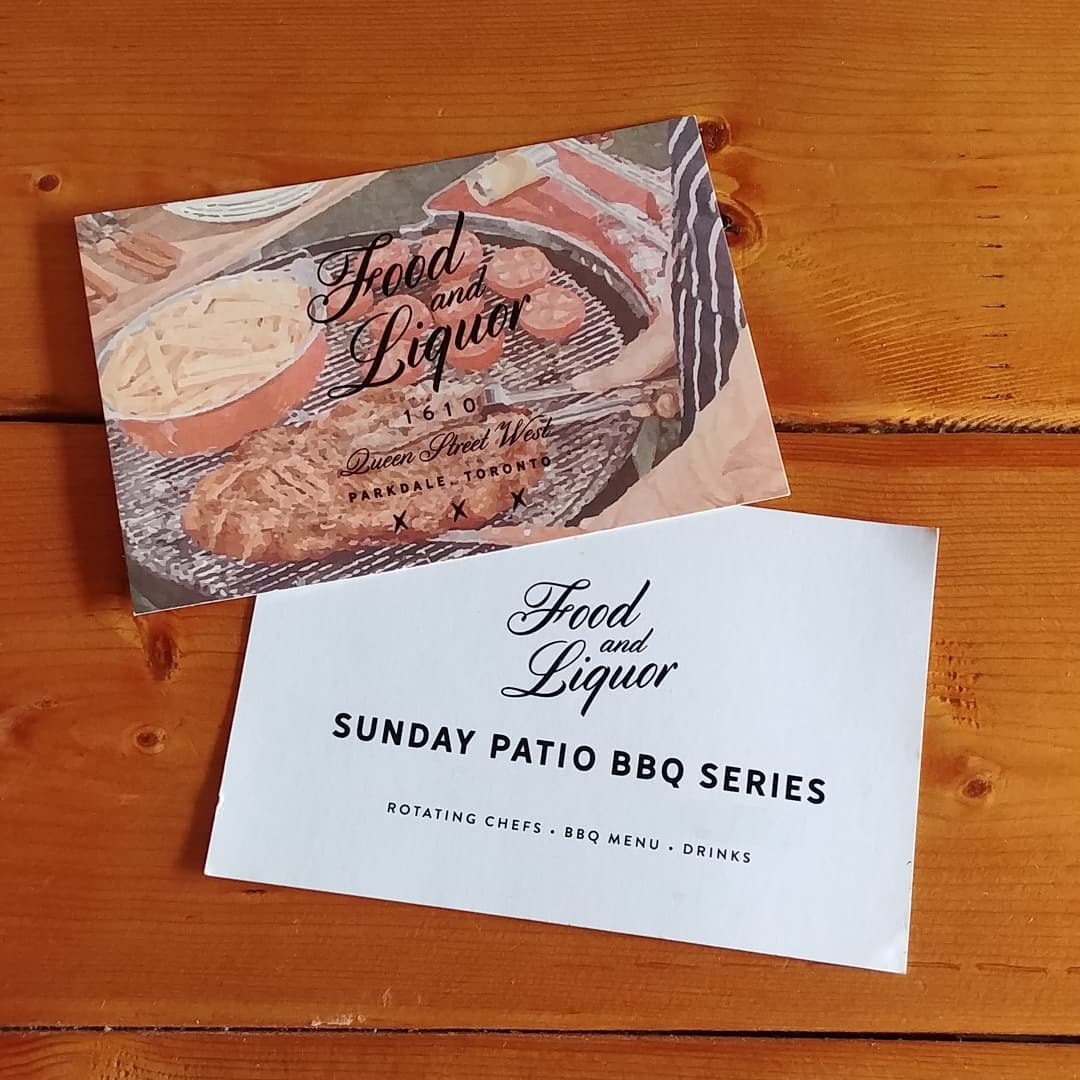 Food
and
Liquor
1610
Queen Street West
PARKDALE, TORONTO
X X X
Food
and
Liquor
SUNDAY PATIO BBQ SERIES
ROTATING CHEFS • BBQ MENU • DRINKS